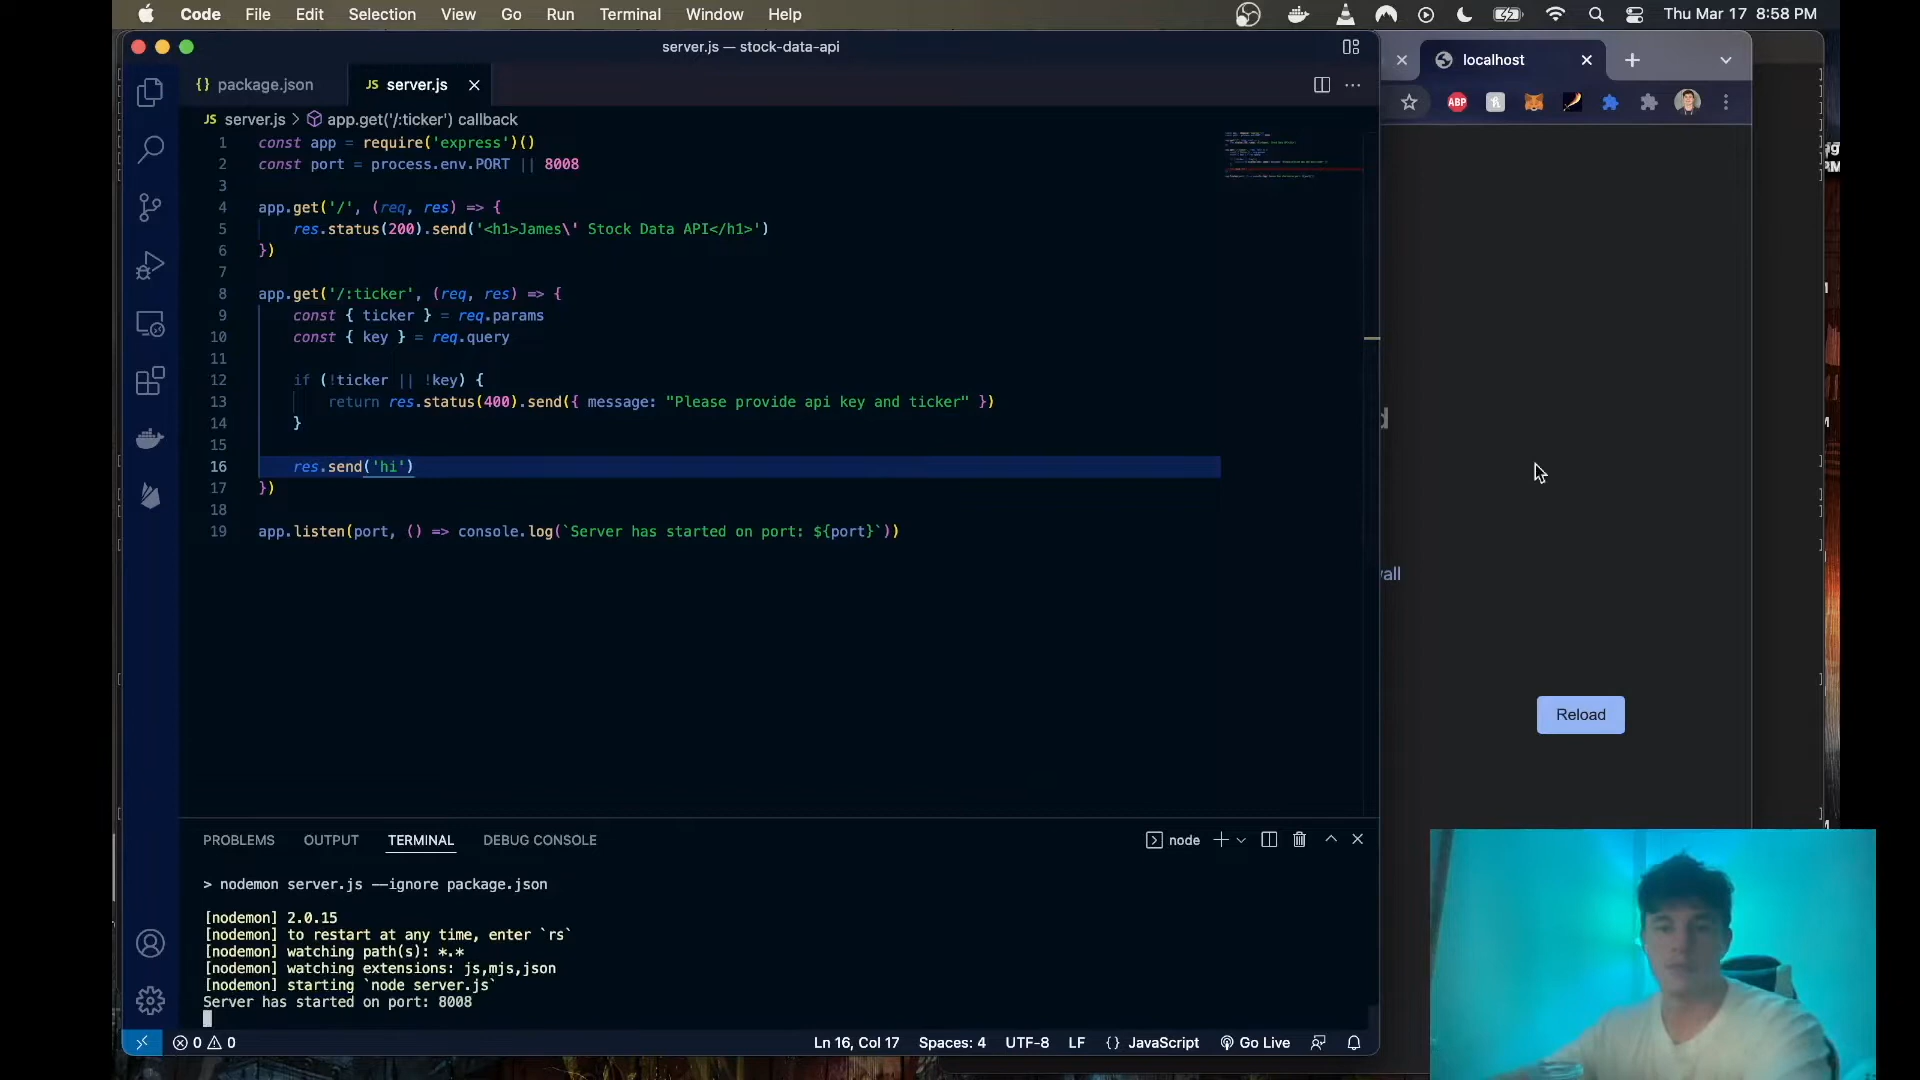 Code File Edit Selection View Go Run Terminal Window Help Thu Mar 17 8:58 PM
server.js — stock-data-api
localhost
{} package.json JS server.js
ABP
JS server.js > app.get('/:ticker') callback
1 const app = require('express')()
2 const port = process.env.PORT || 8008
3
4 app.get('/', (req, res) => {
5 res.status(200).send('<h1>James\' Stock Data API</h1>')
6 })
7
8 app.get('/:ticker', (req, res) => {
9 const { ticker } = req.params
10 const { key } = req.query
11
12 if (!ticker || !key) {
13 return res.status(400).send({ message: "Please provide api key and ticker" })
14 }
15
16 res.send('hi')
17 })
18
19 app.listen(port, () => console.log(`Server has started on port: ${port}`))
Reload
PROBLEMS OUTPUT TERMINAL DEBUG CONSOLE node
> nodemon server.js --ignore package.json
[nodemon] 2.0.15
[nodemon] to restart at any time, enter `rs`
[nodemon] watching path(s): *.*
[nodemon] watching extensions: js,mjs,json
[nodemon] starting `node server.js`
Server has started on port: 8008
0 0 Ln 16, Col 17 Spaces: 4 UTF-8 LF {} JavaScript Go Live